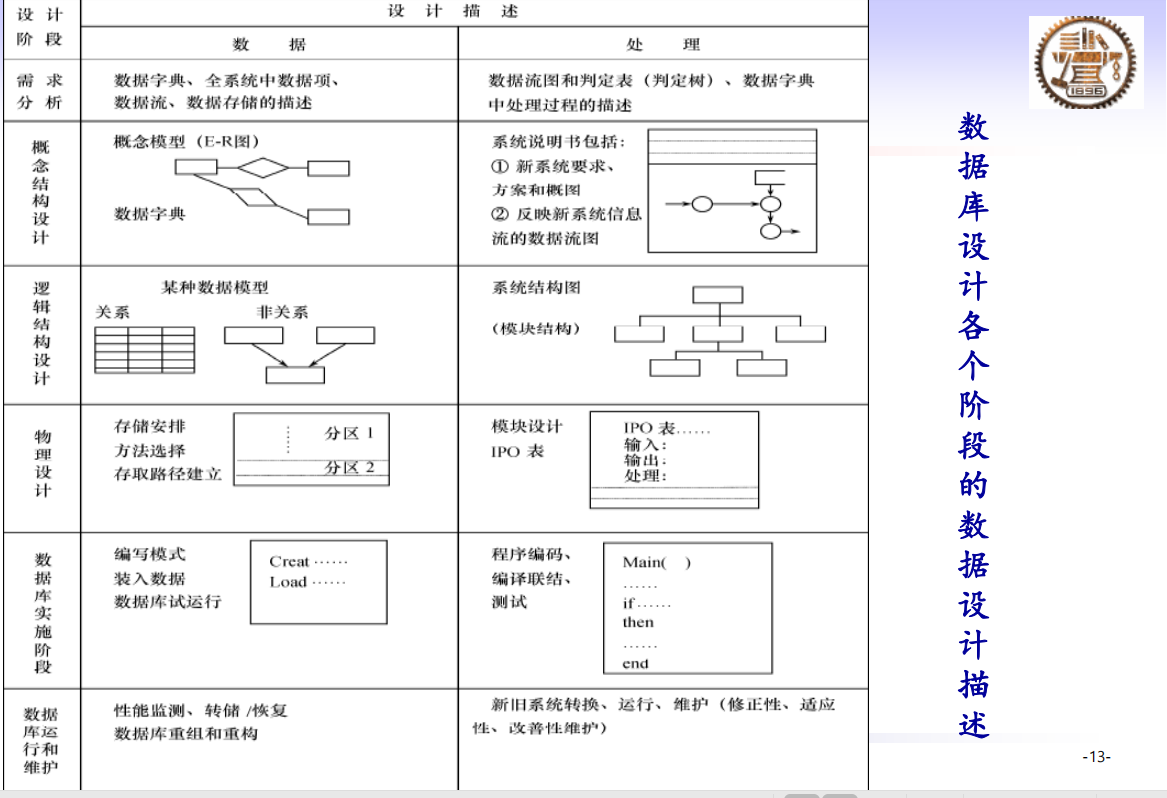 设 计
阶 段
设 计 描 述
数 据
处 理
需 求
分 析
数据字典、全系统中数据项、
数据流、数据存储的描述
数据流图和判定表（判定树）、数据字典
中处理过程的描述
概
念
结
构
设
计
概念模型（E-R图）
数据字典
系统说明书包括：
① 新系统要求、
方案和概图
② 反映新系统信息
流的数据流图
逻
辑
结
构
设
计
某种数据模型
关系
非关系
系统结构图
（模块结构）
物
理
设
计
存储安排
方法选择
存取路径建立
分区 1
分区 2
模块设计
IPO 表
IPO 表……
输入：
输出：
处理：
数
据
库
实
施
阶
段
编写模式
装入数据
数据库试运行
Creat ……
Load ……
程序编码、
编译联结、
测试
Main( )
……
if ……
then
……
end
数据
库运
行和
维护
性能监测、转储 /恢复
数据库重组和重构
新旧系统转换、运行、维护（修正性、适应
性、改善性维护）
1896
数
据
库
设
计
各
个
阶
段
的
数
据
设
计
描
述
-13-